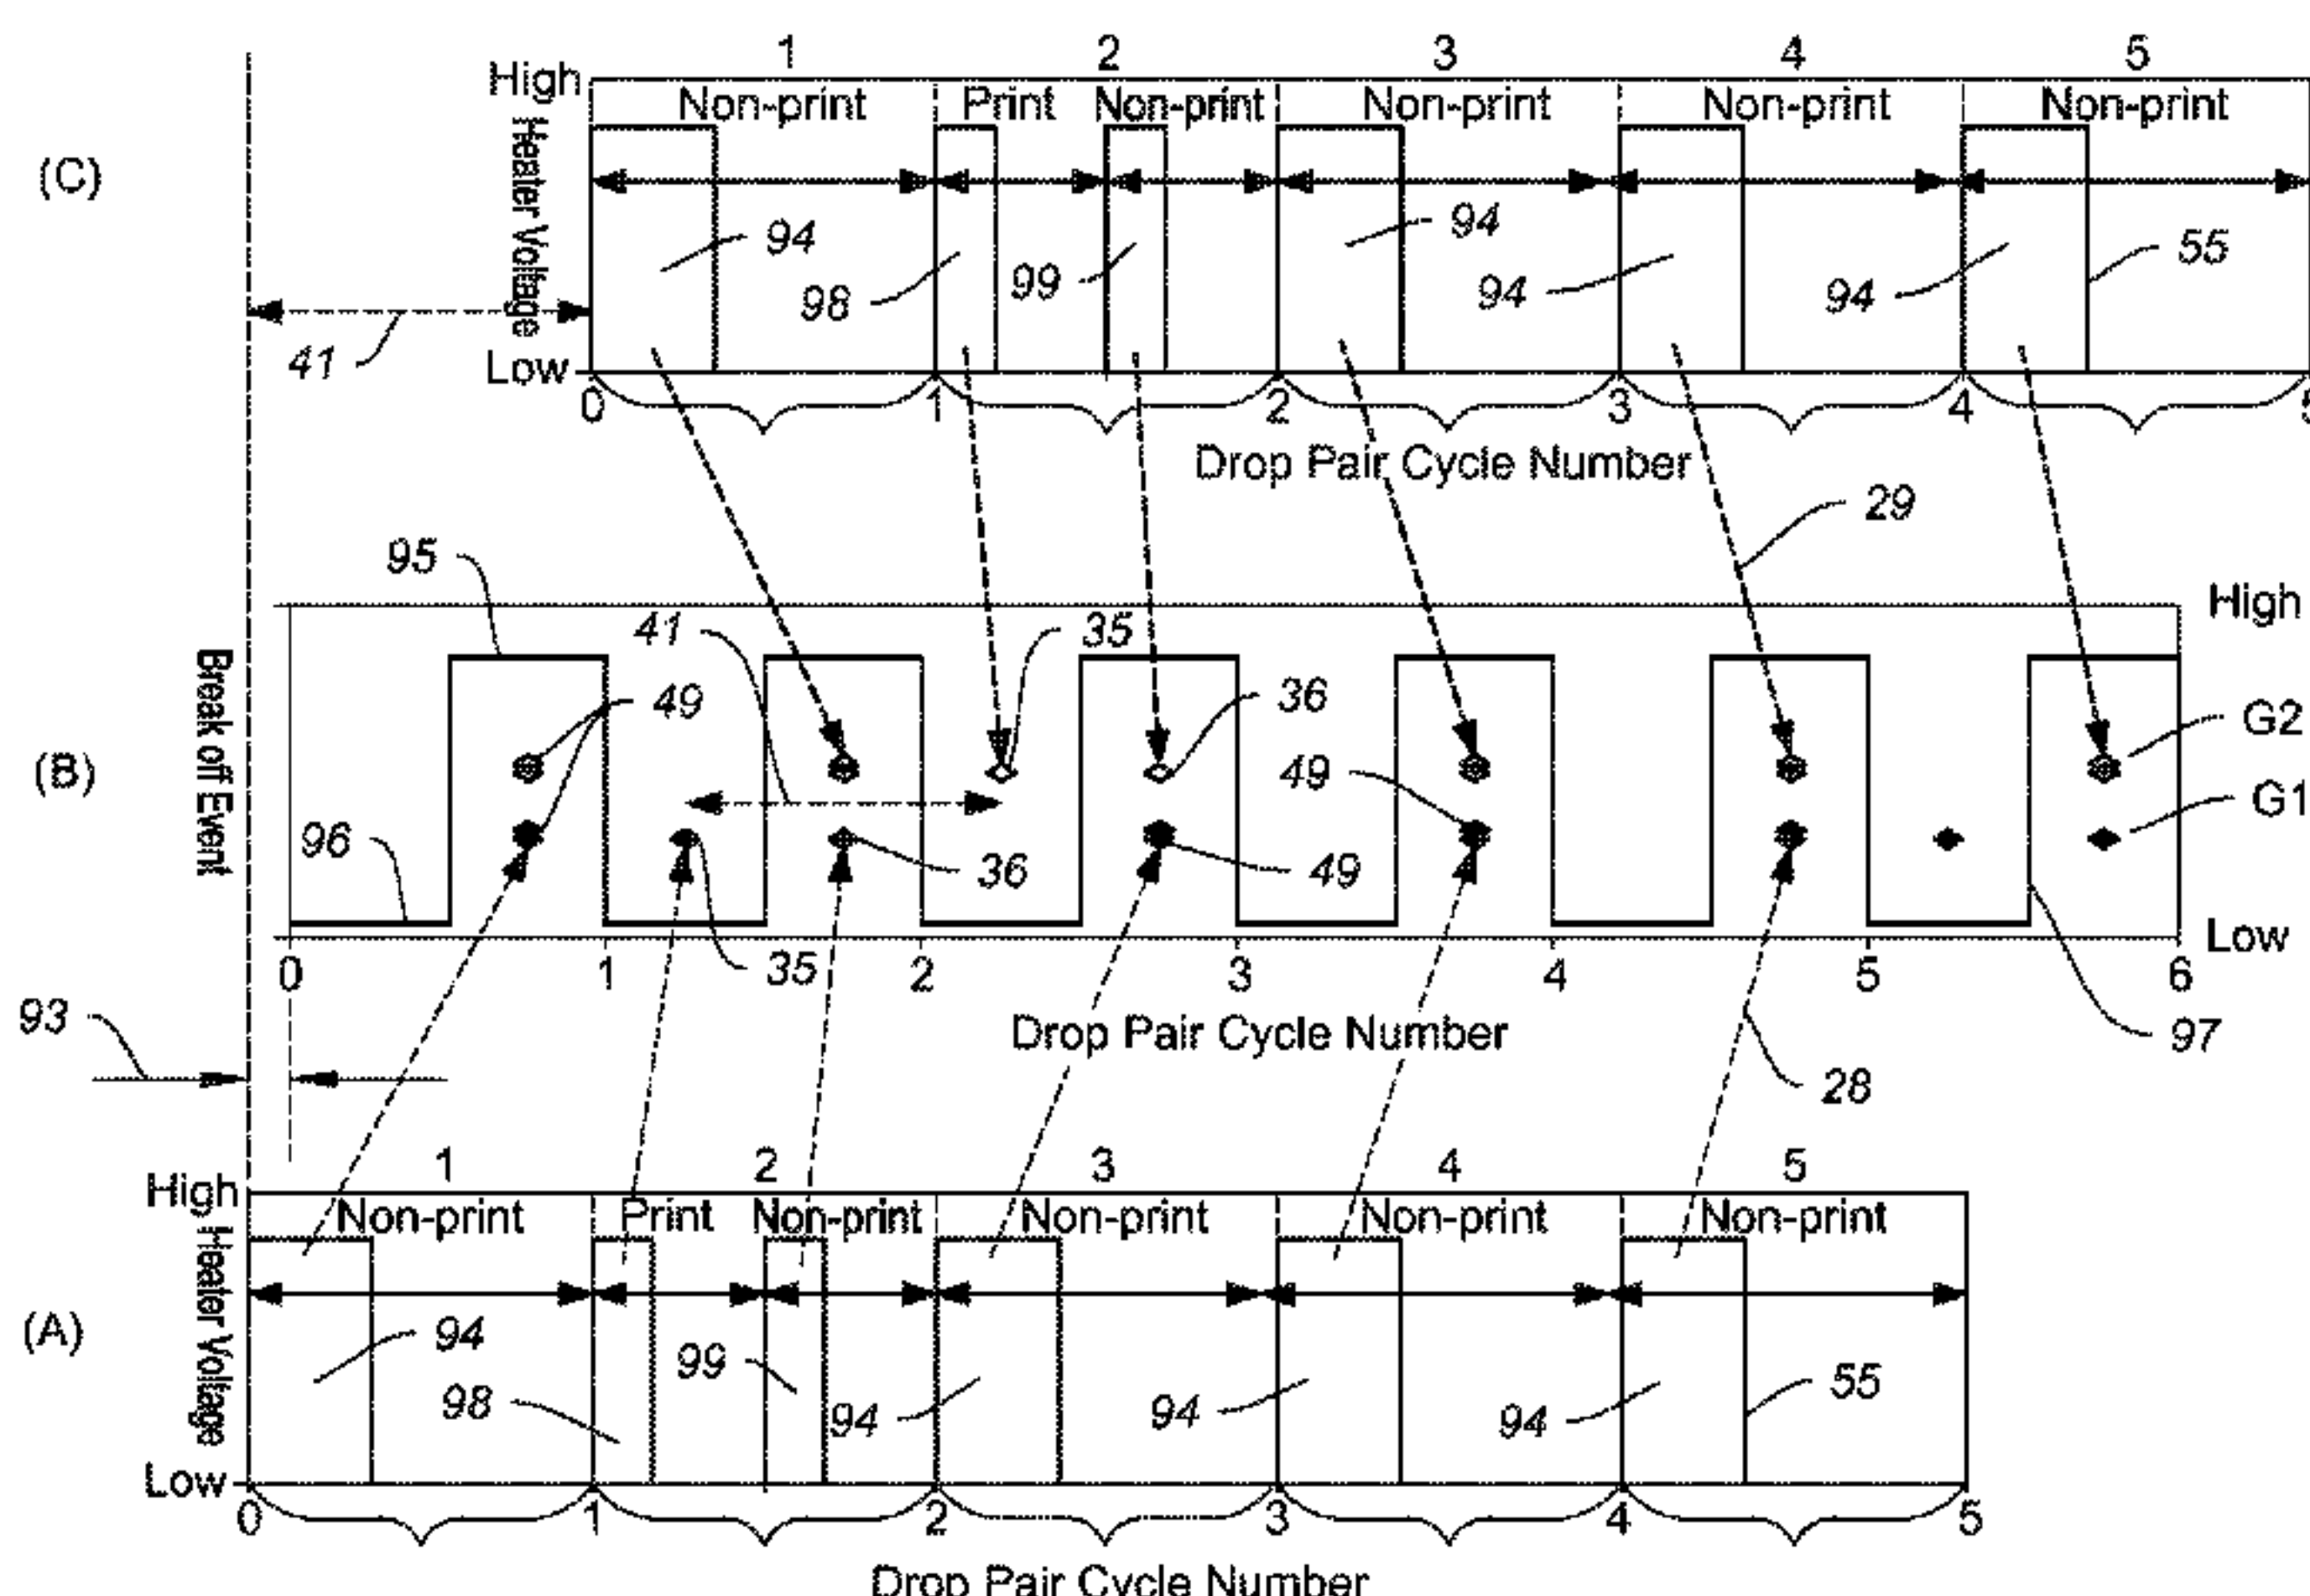 1 2 3 4 5
High
Non-print Print Non-print Non-print Non-print Non-print
(C)
Heater Voltage
94 98 99 94 94 94 55
41
Low
0 1 2 3 4 5
Drop Pair Cycle Number
29
95
High
41 35
49 36
G2
(B)
Break off Event
49
G1
96 36 49
35
Low
0 1 2 3 4 5 6
93
Drop Pair Cycle Number
97
28
1 2 3 4 5
High
Non-print Print Non-print Non-print Non-print Non-print
(A)
Heater Voltage
94 98 99 94 94 94 55
Low
0 1 2 3 4 5
Drop Pair Cycle Number